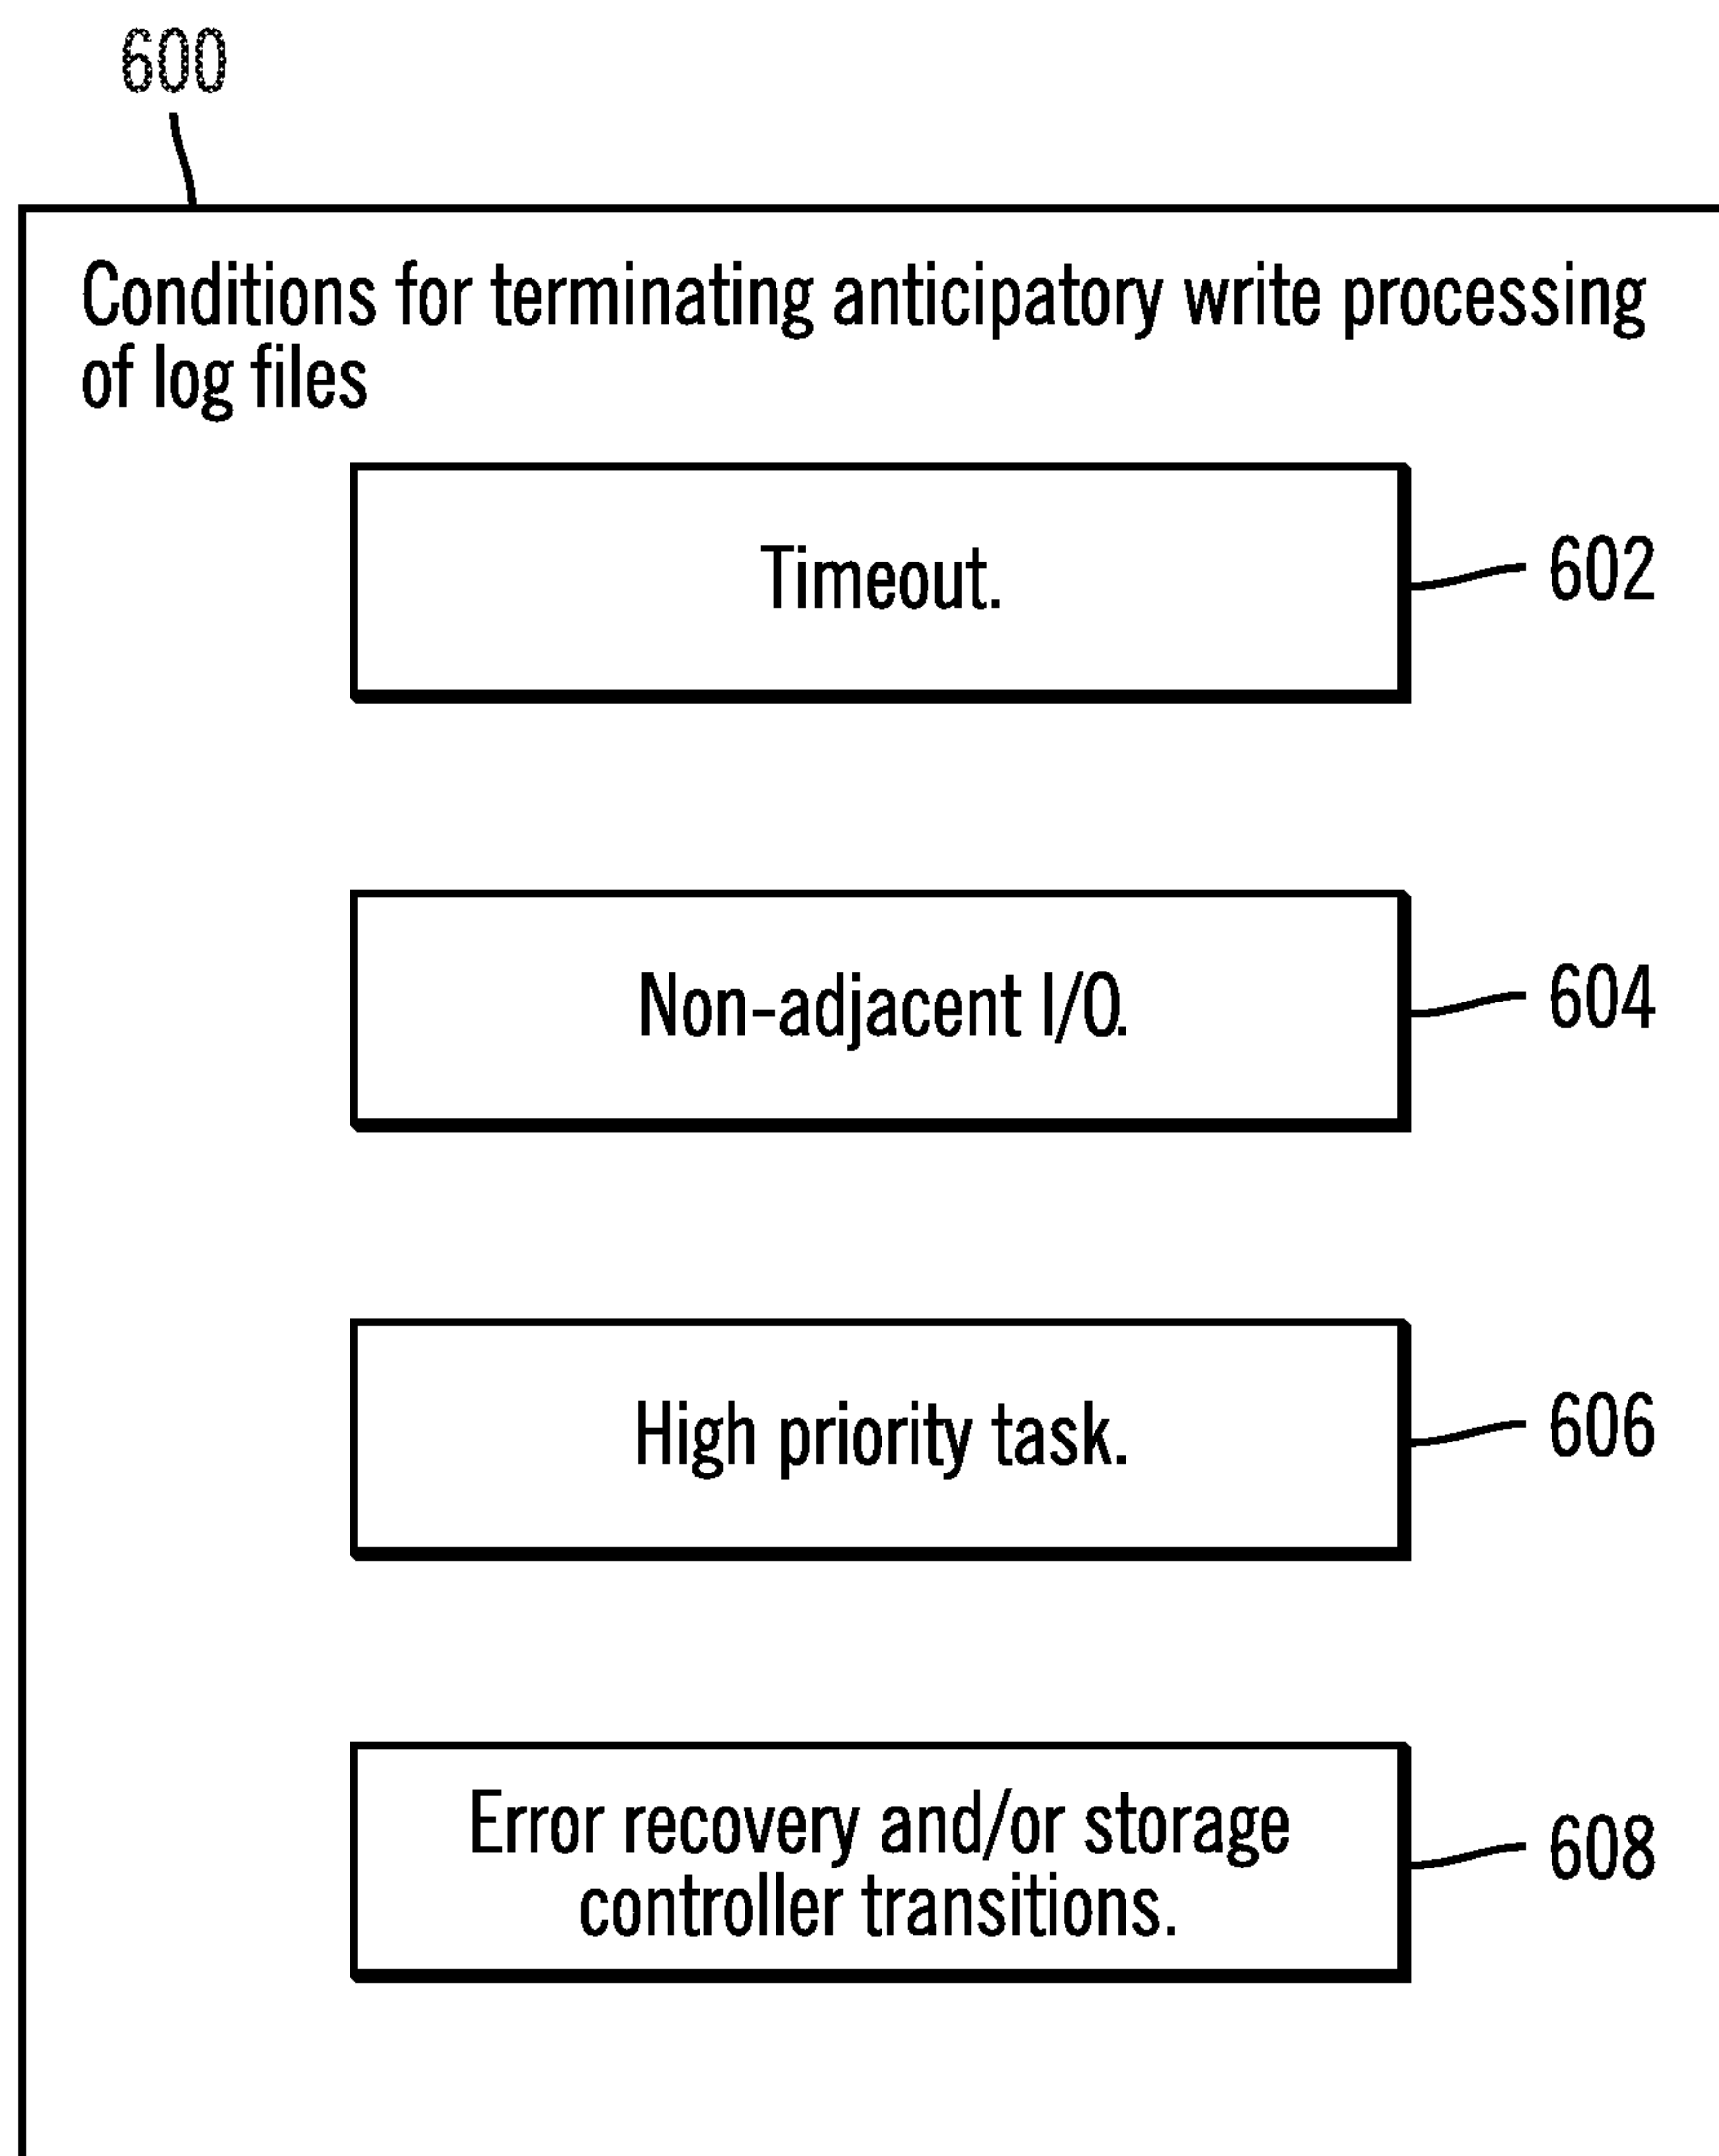 600
Conditions for terminating anticipatory write processing
of log files
Timeout.
602
Non-adjacent I/O.
604
High priority task.
606
Error recovery and/or storage
controller transitions.
608